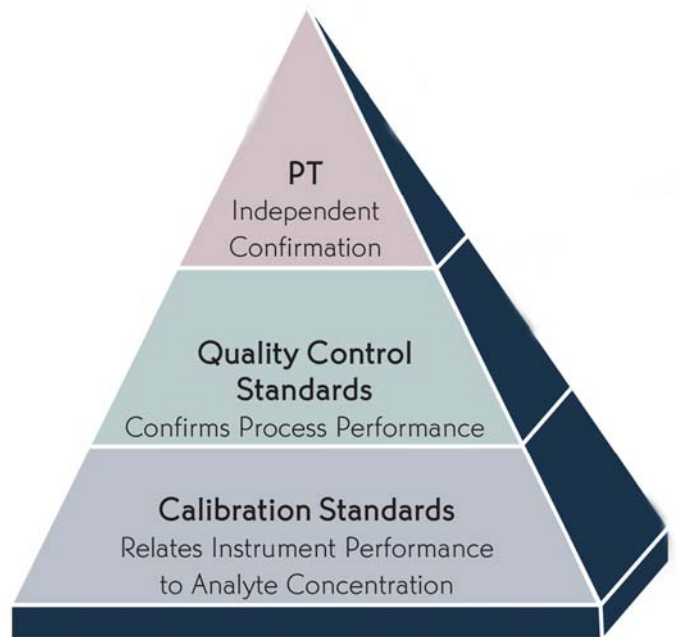 PT
Independent
Confirmation
Quality Control
Standards
Confirms Process Performance
Calibration Standards
Relates Instrument Performance
to Analyte Concentration